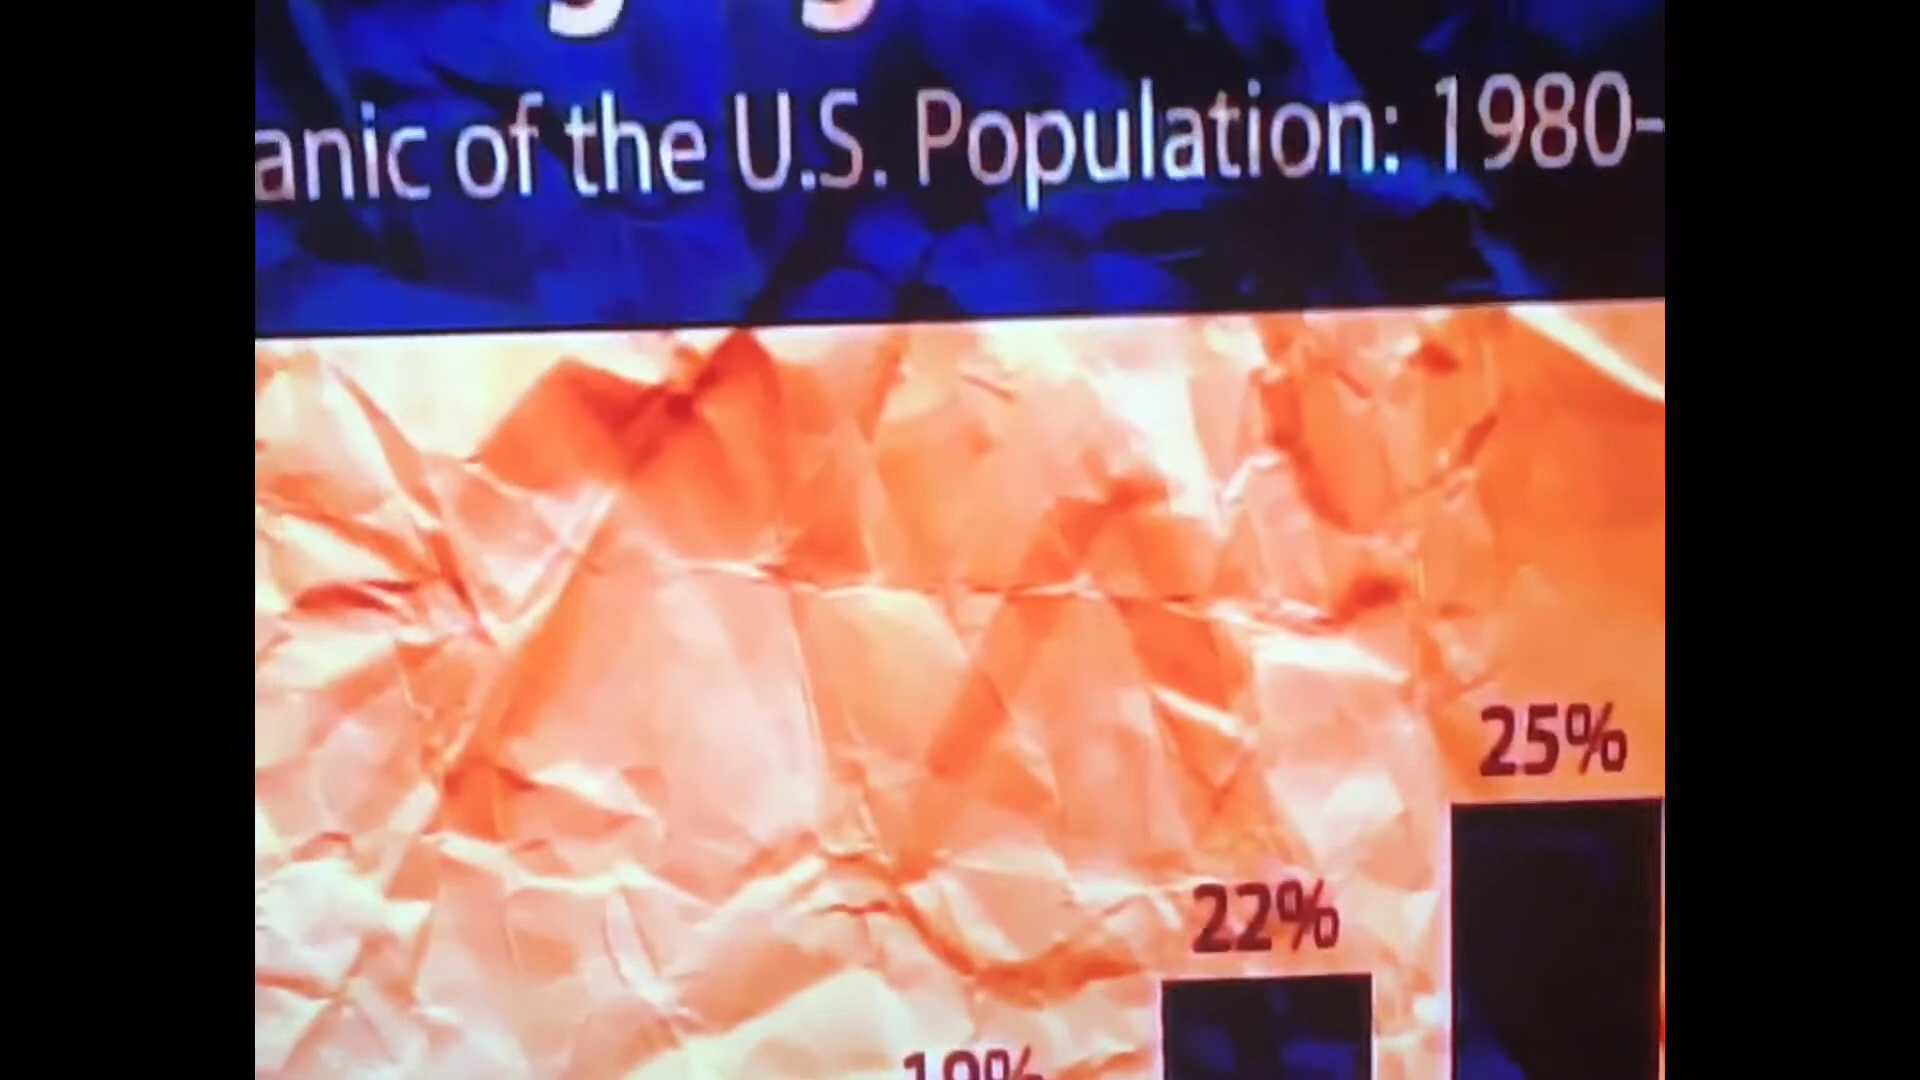 anic of the U.S. Population: 1980-
25%
22%